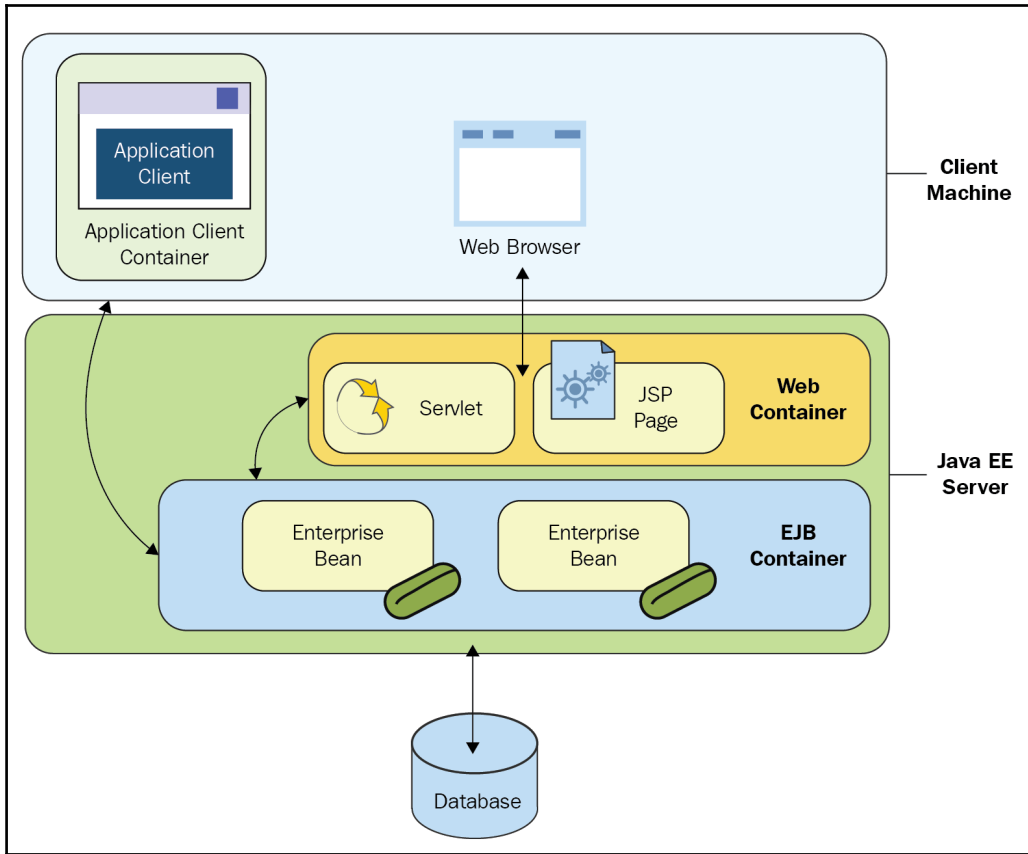 Application
Client
Application Client
Container
Web Browser
Client
Machine
Servlet
JSP
Page
Web
Container
Java EE
Server
Enterprise
Bean
Enterprise
Bean
EJB
Container
Database